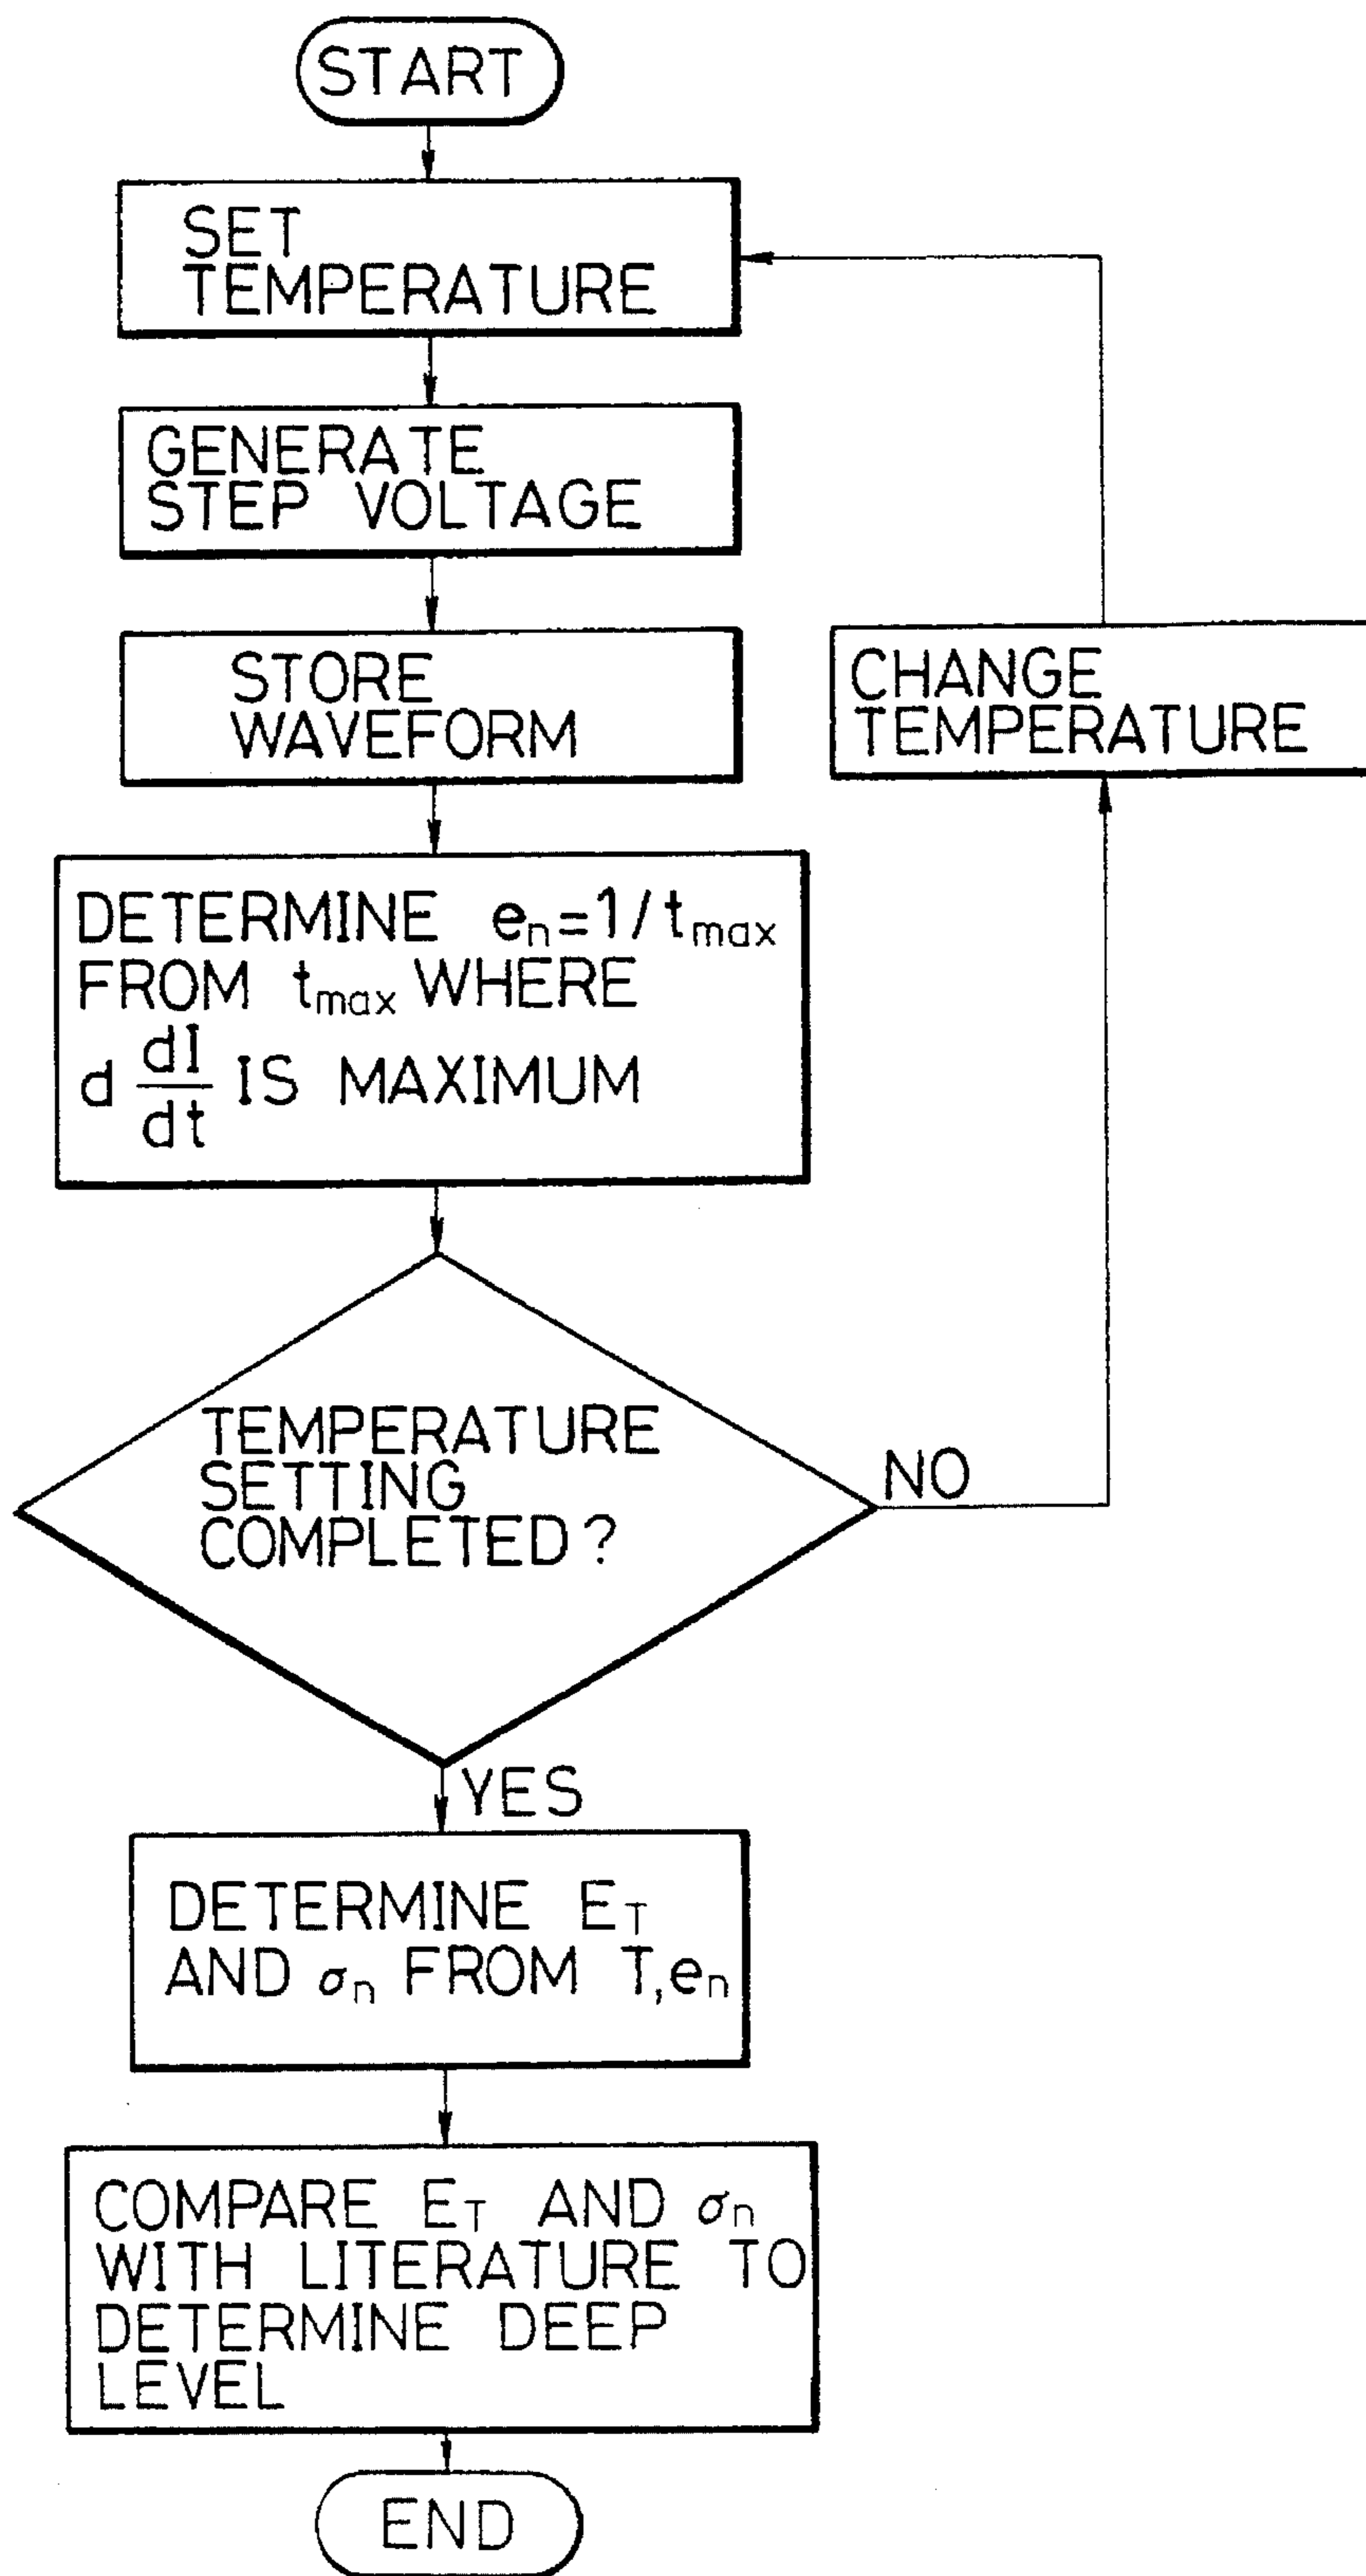 START
SET
TEMPERATURE
GENERATE
STEP VOLTAGE
STORE
WAVEFORM
CHANGE
TEMPERATURE
DETERMINE en=1/tmax
FROM tmax WHERE
d dI/dt IS MAXIMUM
TEMPERATURE
SETTING
COMPLETED?
NO
YES
DETERMINE ET
AND σn FROM T,en
COMPARE ET AND σn
WITH LITERATURE TO
DETERMINE DEEP
LEVEL
END